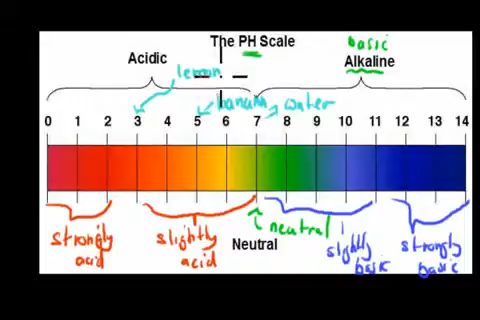 The PH Scale
basic
Acidic
Alkaline
lemon
banana
water
0 1 2 3 4 5 6 7 8 9 10 11 12 13 14
strongly
acid
slightly
acid
Neutral
neutral
slightly
basic
strongly
basic